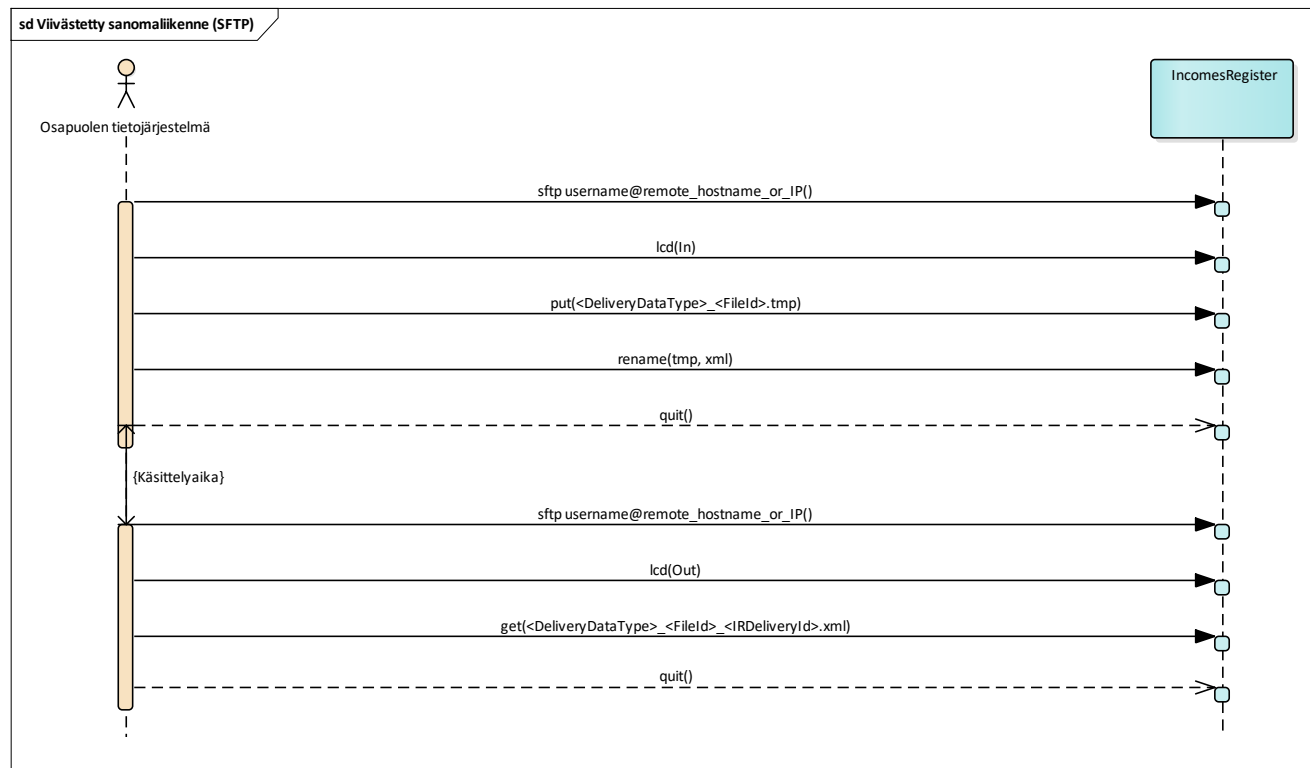 sd Viivästetty sanomaliikenne (SFTP)
IncomesRegister
Osapuolen tietojärjestelmä
sftp username@remote_hostname_or_IP()
lcd(In)
put(<DeliveryDataType>_<FileId>.tmp)
rename(tmp, xml)
quit()
{Käsittelyaika}
sftp username@remote_hostname_or_IP()
lcd(Out)
get(<DeliveryDataType>_<FileId>_<IRDeliveryId>.xml)
quit()